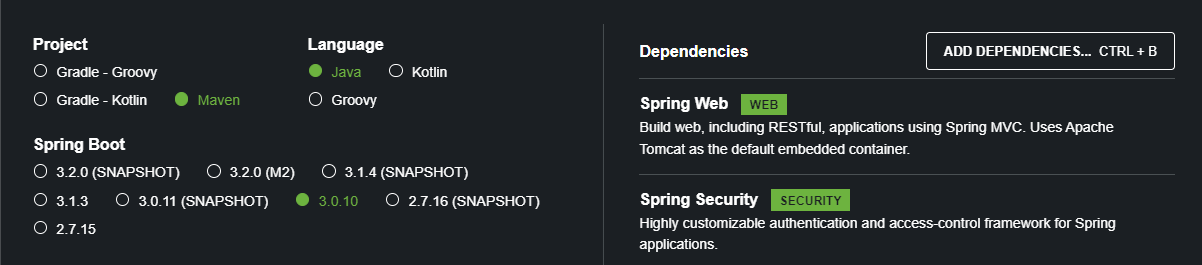 Project
Language
Gradle - Groovy
Java
Kotlin
Gradle - Kotlin
Maven
Groovy
Spring Boot
3.2.0 (SNAPSHOT)
3.2.0 (M2)
3.1.4 (SNAPSHOT)
3.1.3
3.0.11 (SNAPSHOT)
3.0.10
2.7.16 (SNAPSHOT)
2.7.15
Dependencies
ADD DEPENDENCIES... CTRL + B
Spring Web WEB
Build web, including RESTful, applications using Spring MVC. Uses Apache
Tomcat as the default embedded container.
Spring Security SECURITY
Highly customizable authentication and access-control framework for Spring
applications.